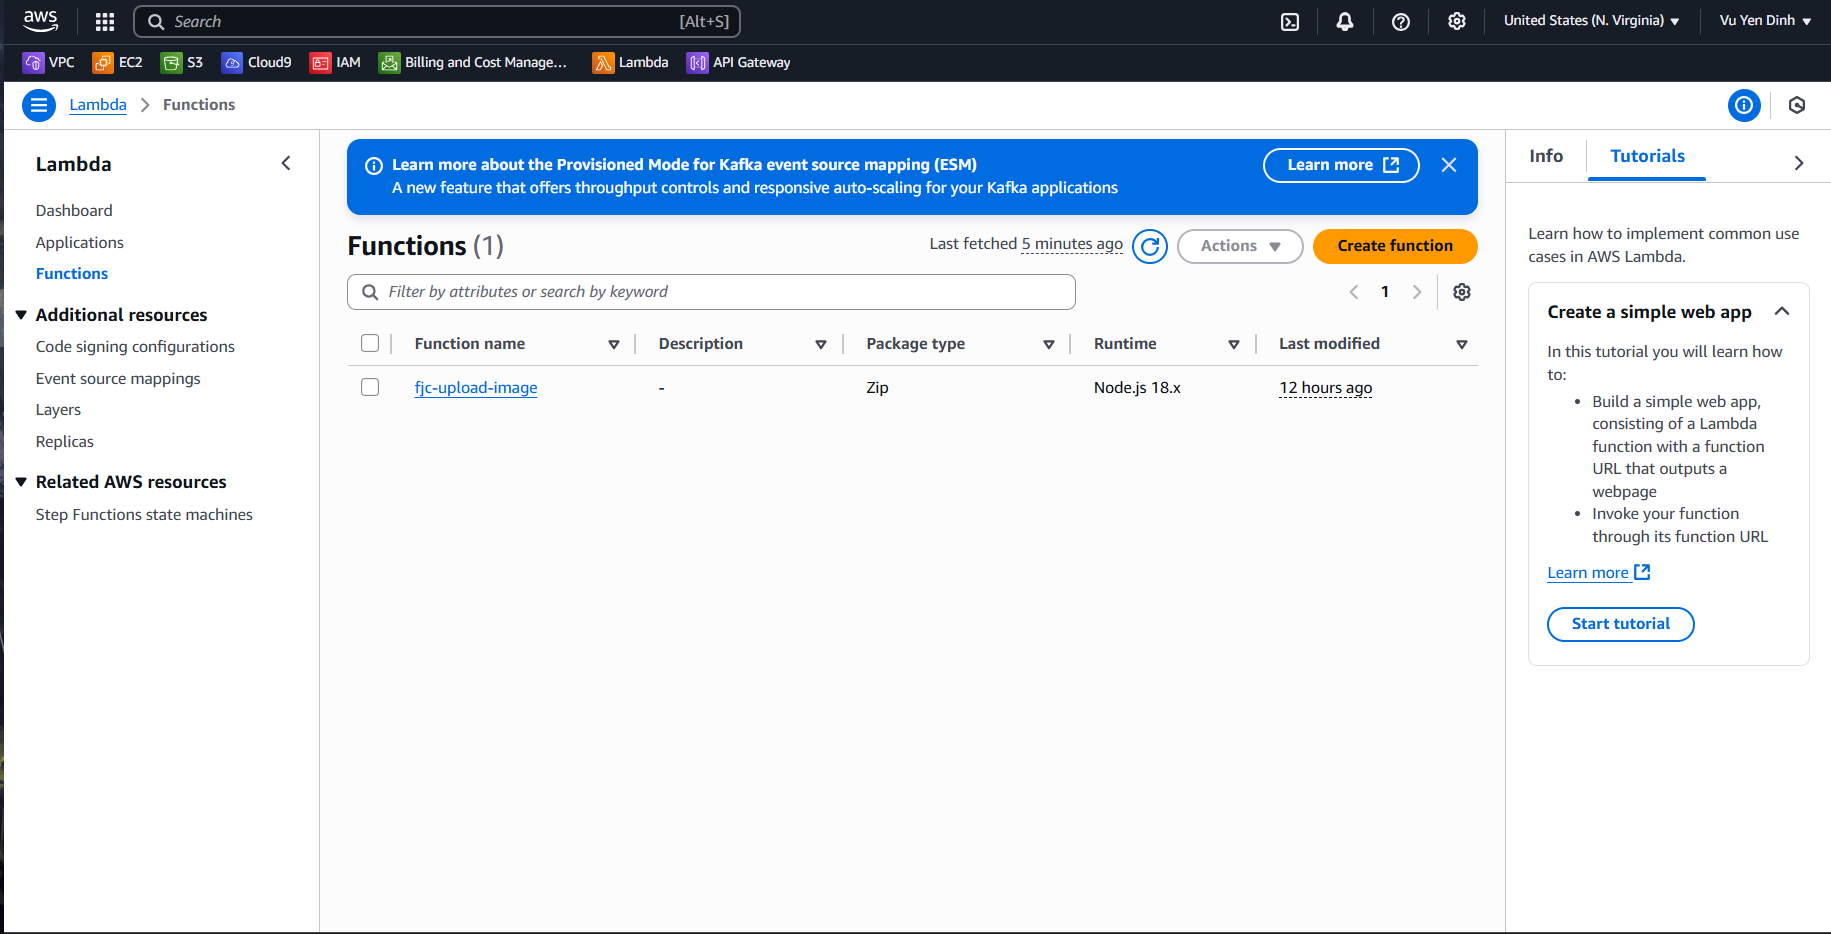 aws
Search [Alt+S]
United States (N. Virginia)
Vu Yen Dinh
VPC
EC2
S3
Cloud9
IAM
Billing and Cost Manage...
Lambda
API Gateway
Lambda
Functions
Lambda
Dashboard
Applications
Functions
Additional resources
Code signing configurations
Event source mappings
Layers
Replicas
Related AWS resources
Step Functions state machines
Learn more about the Provisioned Mode for Kafka event source mapping (ESM)
A new feature that offers throughput controls and responsive auto-scaling for your Kafka applications
Learn more
Functions (1)
Last fetched 5 minutes ago
Actions
Create function
Filter by attributes or search by keyword
1
Function name
Description
Package type
Runtime
Last modified
fjc-upload-image
-
Zip
Node.js 18.x
12 hours ago
Info
Tutorials
Learn how to implement common use
cases in AWS Lambda.
Create a simple web app
In this tutorial you will learn how
to:
• Build a simple web app,
consisting of a Lambda
function with a function
URL that outputs a
webpage
• Invoke your function
through its function URL
Learn more
Start tutorial